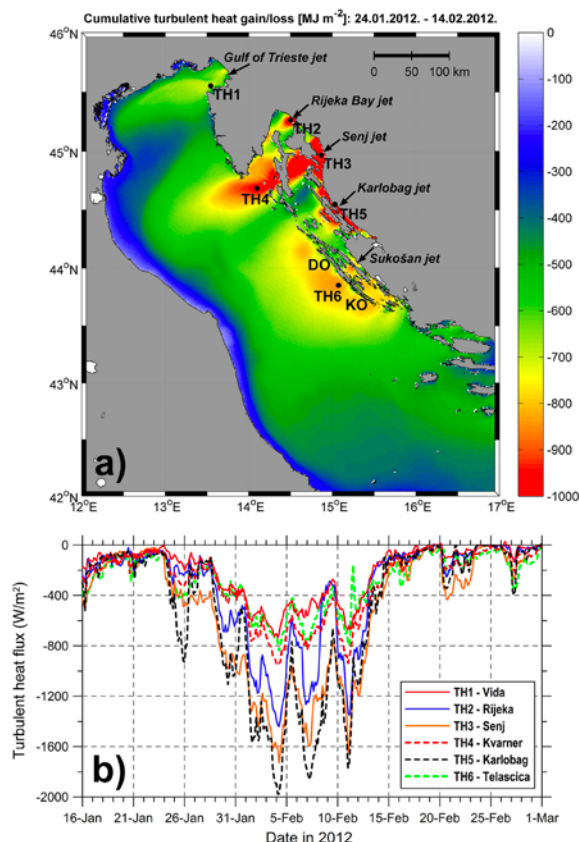 Cumulative turbulent heat gain/loss [MJ m⁻²]: 24.01.2012. - 14.02.2012.
46°N
45°N
44°N
43°N
42°N
12°E
13°E
14°E
15°E
16°E
17°E
0 50 100 km
Gulf of Trieste jet
TH1
Rijeka Bay jet
TH2
Senj jet
TH3
TH4
Karlobag jet
TH5
Sukošan jet
DO
TH6
KO
a)
0
-100
-200
-300
-400
-500
-600
-700
-800
-900
-1000
Turbulent heat flux (W/m²)
0
-400
-800
-1200
-1600
-2000
b)
TH1 - Vida
TH2 - Rijeka
TH3 - Senj
TH4 - Kvarner
TH5 - Karlobag
TH6 - Telascica
16-Jan 21-Jan 26-Jan 31-Jan 5-Feb 10-Feb 15-Feb 20-Feb 25-Feb 1-Mar
Date in 2012